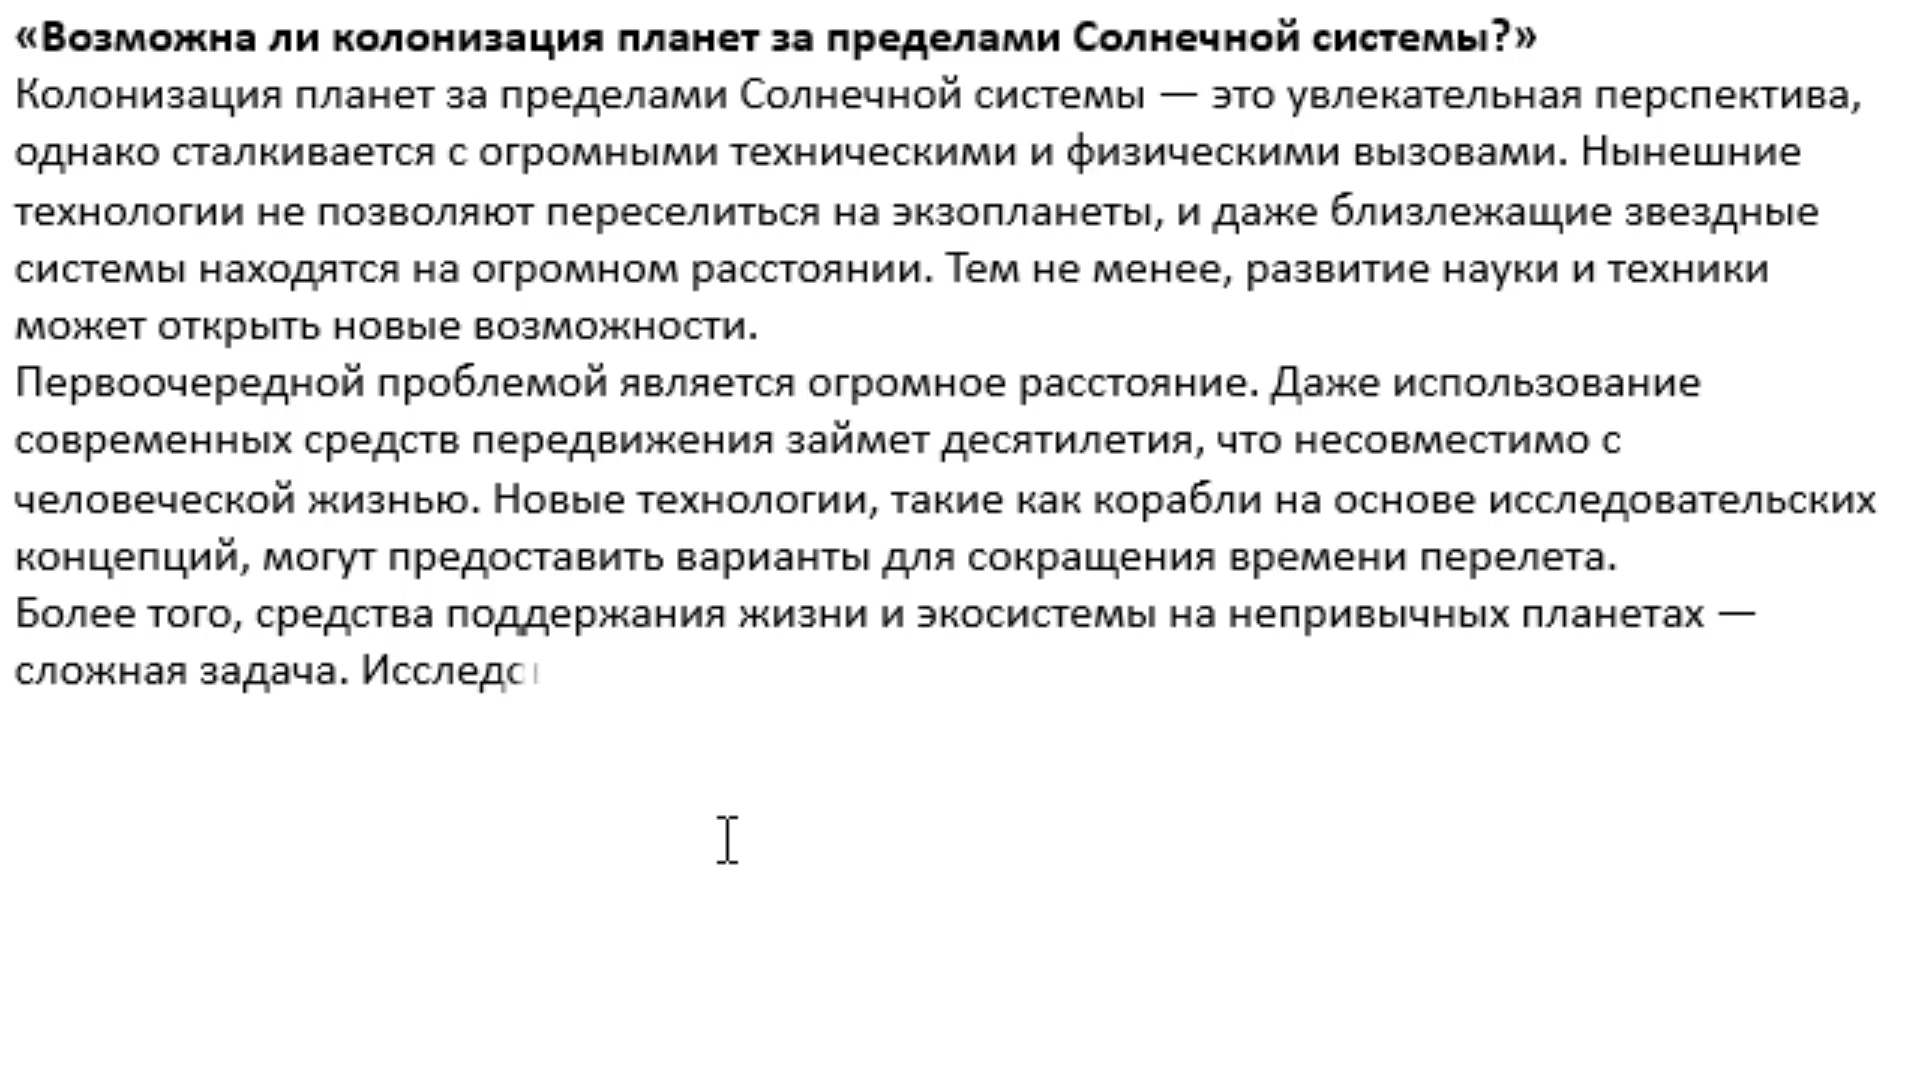 «Возможна ли колонизация планет за пределами Солнечной системы?»
Колонизация планет за пределами Солнечной системы — это увлекательная перспектива,
однако сталкивается с огромными техническими и физическими вызовами. Нынешние
технологии не позволяют переселиться на экзопланеты, и даже близлежащие звездные
системы находятся на огромном расстоянии. Тем не менее, развитие науки и техники
может открыть новые возможности.
Первоочередной проблемой является огромное расстояние. Даже использование
современных средств передвижения займет десятилетия, что несовместимо с
человеческой жизнью. Новые технологии, такие как корабли на основе исследовательских
концепций, могут предоставить варианты для сокращения времени перелета.
Более того, средства поддержания жизни и экосистемы на непривычных планетах —
сложная задача.